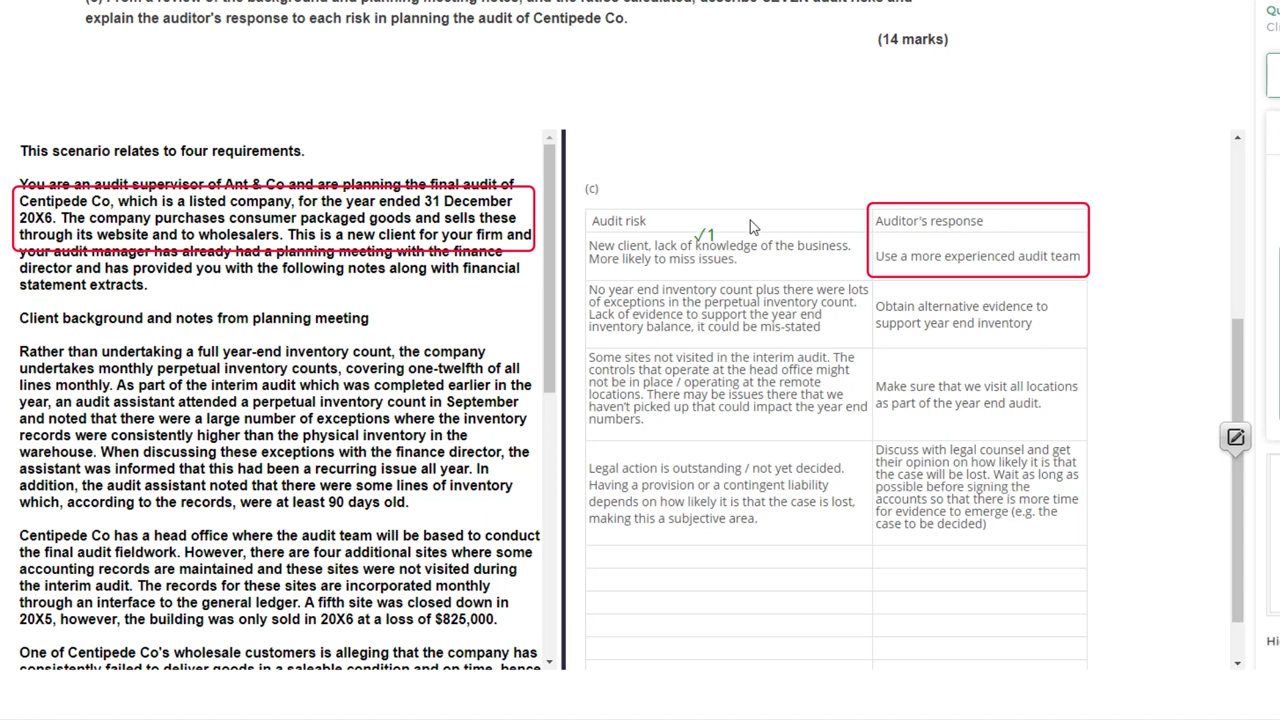 explain the auditor's response to each risk in planning the audit of Centipede Co.
(14 marks)
This scenario relates to four requirements.
You are an audit supervisor of Ant & Co and are planning the final audit of
Centipede Co, which is a listed company, for the year ended 31 December
20X6. The company purchases consumer packaged goods and sells these
through its website and to wholesalers. This is a new client for your firm and
your audit manager has already had a planning meeting with the finance
director and has provided you with the following notes along with financial
statement extracts.
Client background and notes from planning meeting
Rather than undertaking a full year-end inventory count, the company
undertakes monthly perpetual inventory counts, covering one-twelfth of all
lines monthly. As part of the interim audit which was completed earlier in the
year, an audit assistant attended a perpetual inventory count in September
and noted that there were a large number of exceptions where the inventory
records were consistently higher than the physical inventory in the
warehouse. When discussing these exceptions with the finance director, the
assistant was informed that this had been a recurring issue all year. In
addition, the audit assistant noted that there were some lines of inventory
which, according to the records, were at least 90 days old.
Centipede Co has a head office where the audit team will be based to conduct
the final audit fieldwork. However, there are four additional sites where some
accounting records are maintained and these sites were not visited during
the interim audit. The records for these sites are incorporated monthly
through an interface to the general ledger. A fifth site was closed down in
20X5, however, the building was only sold in 20X6 at a loss of $825,000.
One of Centipede Co's wholesale customers is alleging that the company has
consistently failed to deliver goods in a saleable condition and on time, hence
(c)
Audit risk
Auditor's response
✓1
New client, lack of knowledge of the business.
More likely to miss issues.
Use a more experienced audit team
No year end inventory count plus there were lots
of exceptions in the perpetual inventory count.
Lack of evidence to support the year end
inventory balance, it could be mis-stated
Obtain alternative evidence to
support year end inventory
Some sites not visited in the interim audit. The
controls that operate at the head office might
not be in place / operating at the remote
locations. There may be issues there that we
haven't picked up that could impact the year end
numbers.
Make sure that we visit all locations
as part of the year end audit.
Legal action is outstanding / not yet decided.
Having a provision or a contingent liability
depends on how likely it is that the case is lost,
making this a subjective area.
Discuss with legal counsel and get
their opinion on how likely it is that
the case will be lost. Wait as long as
possible before signing the
accounts so that there is more time
for evidence to emerge (e.g. the
case to be decided)